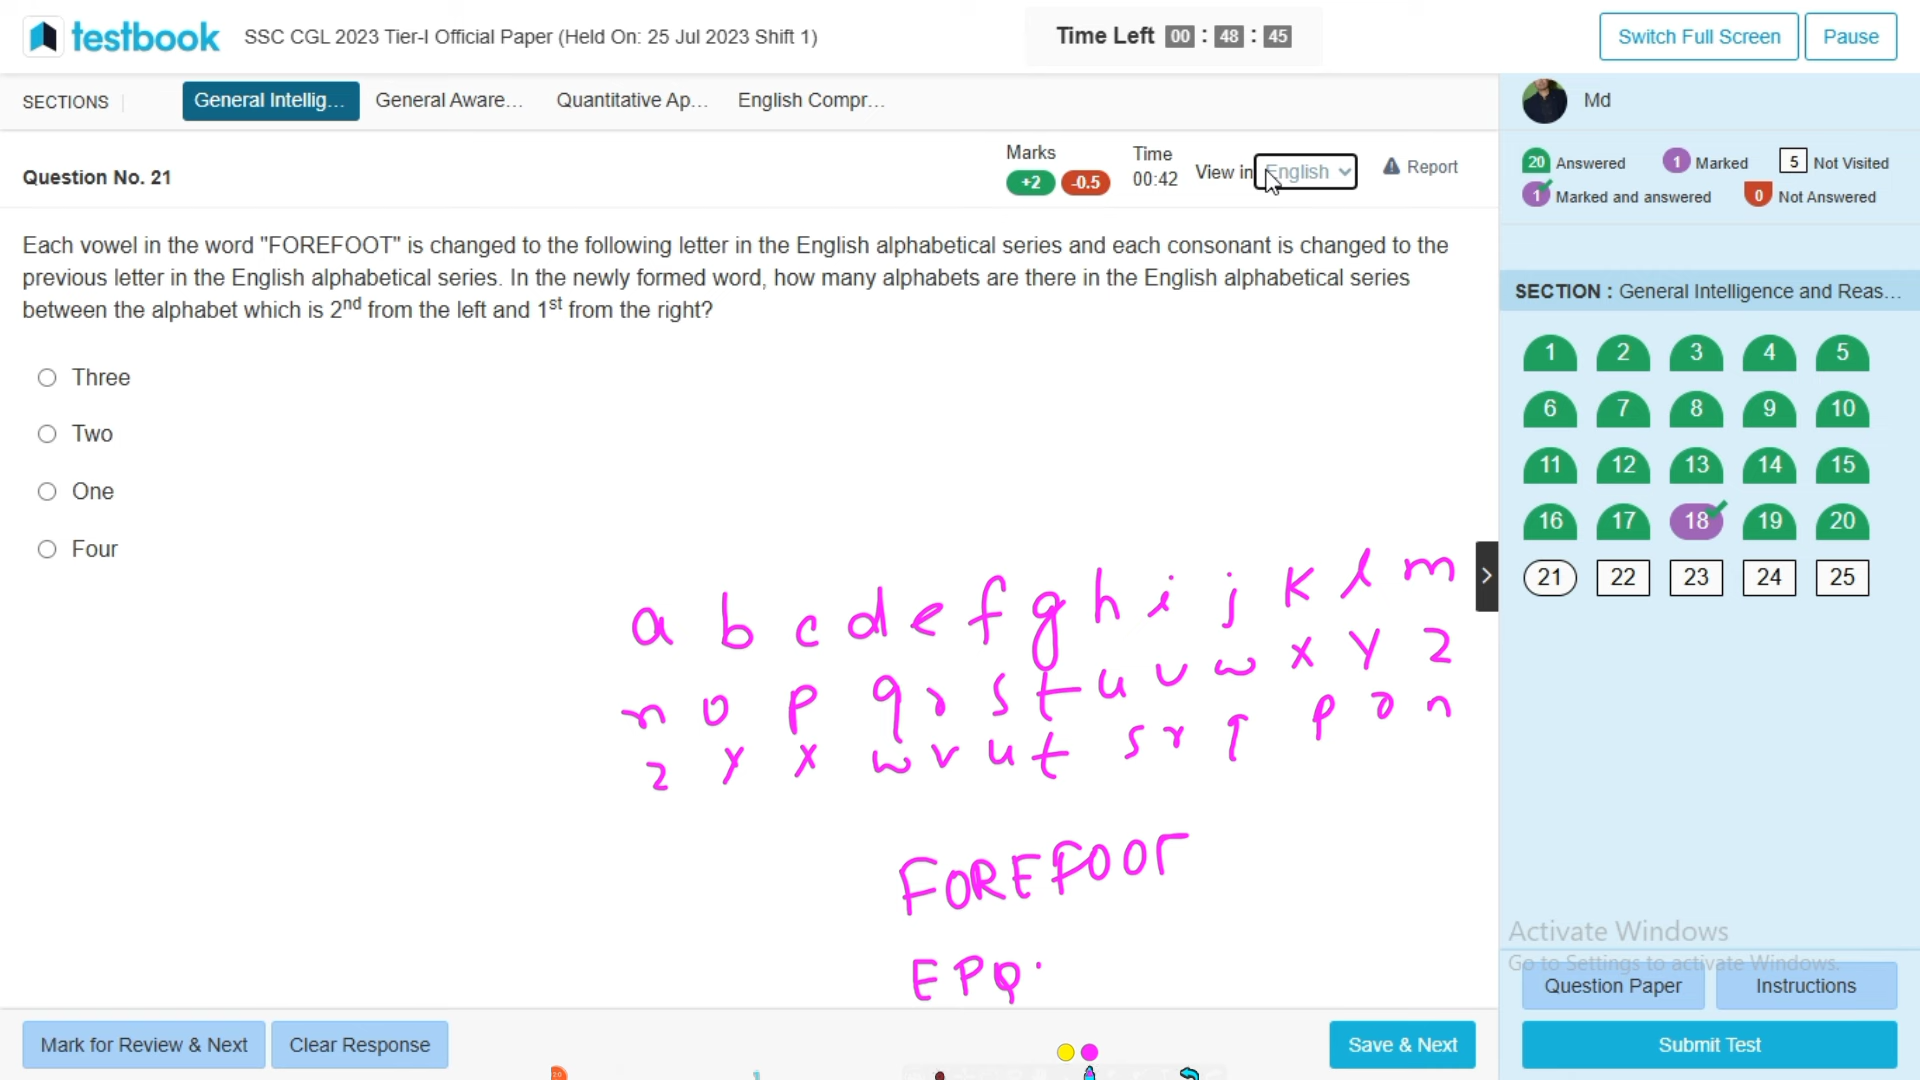 testbook SSC CGL 2023 Tier-I Official Paper (Held On: 25 Jul 2023 Shift 1) Time Left 00 : 48 : 45 Switch Full Screen Pause
SECTIONS General Intellig... General Aware... Quantitative Ap... English Compr... Md
Question No. 21 Marks +2 -0.5 Time 00:42 View in English Report
20 Answered 1 Marked 5 Not Visited
1 Marked and answered 0 Not Answered
Each vowel in the word "FOREFOOT" is changed to the following letter in the English alphabetical series and each consonant is changed to the
previous letter in the English alphabetical series. In the newly formed word, how many alphabets are there in the English alphabetical series
between the alphabet which is 2nd from the left and 1st from the right?
Three
Two
One
Four
SECTION : General Intelligence and Reas...
1 2 3 4 5
6 7 8 9 10
11 12 13 14 15
16 17 18 19 20
21 22 23 24 25
a b c d e f g h i j k l m
n o p q r s t u v w x y z
z y x w v u t s r q p o n
FOREFOOT
E P Q
Activate Windows
Go to Settings to activate Windows.
Question Paper Instructions
Mark for Review & Next Clear Response Save & Next Submit Test
20